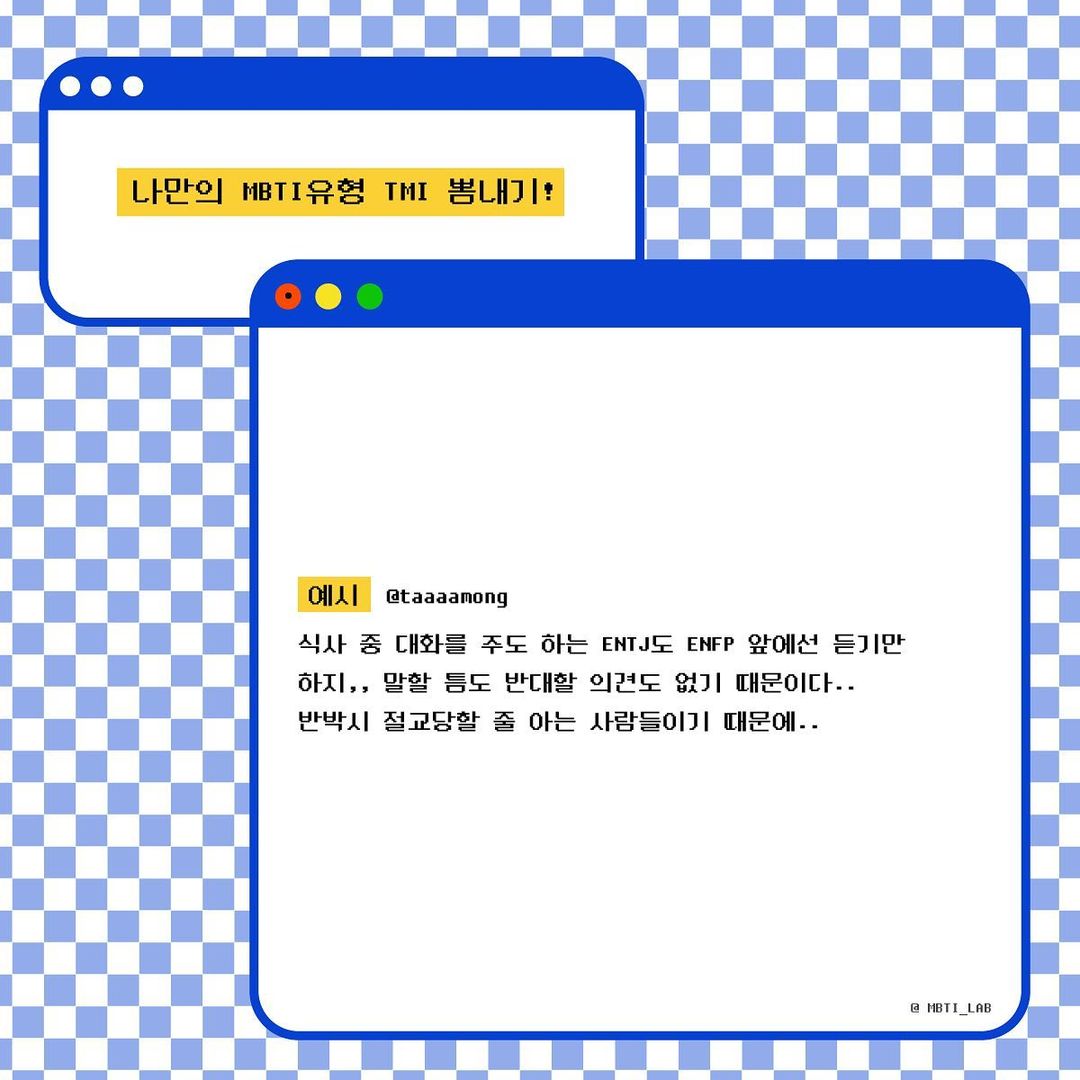 나만의 MBTI유형 TMI 뽐내기!
예시 @taaaamong
식사 중 대화를 주도 하는 ENTJ도 ENFP 앞에선 듣기만
하지,, 말할 틈도 반대할 의견도 없기 때문이다..
반박시 절교당할 줄 아는 사람들이기 때문에..
@ MBTI_LAB